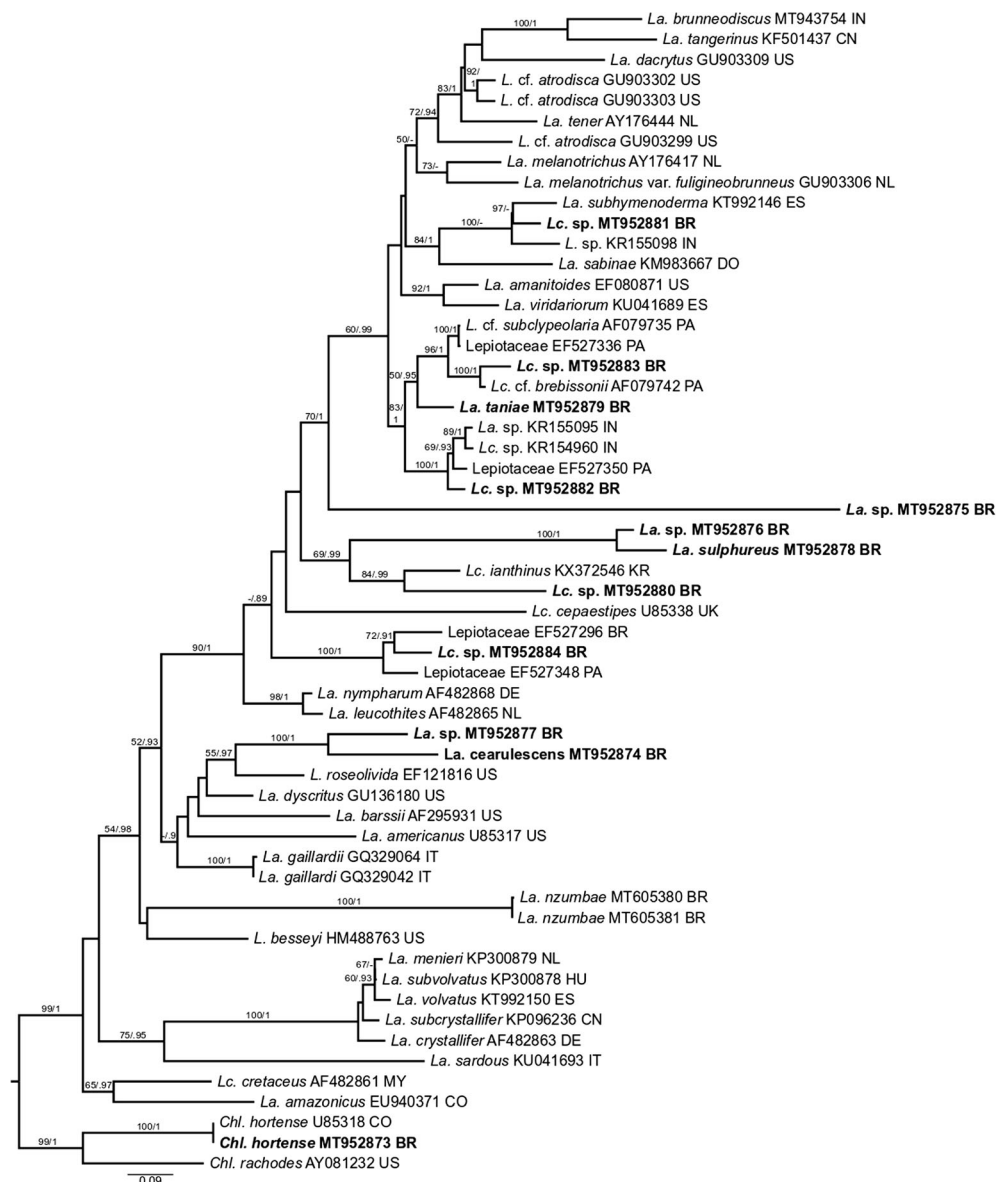 100/1
La. brunneodiscus MT943754 IN
La. tangerinus KF501437 CN
La. dacrytus GU903309 US
92/
1
L. cf. atrodisca GU903302 US
83/1
L. cf. atrodisca GU903303 US
72/.94
La. tener AY176444 NL
50/-
L. cf. atrodisca GU903299 US
73/-
La. melanotrichus AY176417 NL
La. melanotrichus var. fuligineobrunneus GU903306 NL
97/-
La. subhymenoderma KT992146 ES
100/-
Lc. sp. MT952881 BR
84/1
L. sp. KR155098 IN
La. sabinae KM983667 DO
92/1
La. amanitoides EF080871 US
La. viridariorum KU041689 ES
60/.99
100/1
L. cf. subclypeolaria AF079735 PA
96/1
Lepiotaceae EF527336 PA
100/1
Lc. sp. MT952883 BR
50/.95
Lc. cf. brebissonii AF079742 PA
83/
1
La. taniae MT952879 BR
89/1
La. sp. KR155095 IN
69/.93
Lc. sp. KR154960 IN
100/1
Lepiotaceae EF527350 PA
Lc. sp. MT952882 BR
70/1
La. sp. MT952875 BR
100/1
La. sp. MT952876 BR
69/.99
La. sulphureus MT952878 BR
84/.99
Lc. ianthinus KX372546 KR
Lc. sp. MT952880 BR
-/.89
Lc. cepaestipes U85338 UK
72/.91
Lepiotaceae EF527296 BR
100/1
Lc. sp. MT952884 BR
90/1
Lepiotaceae EF527348 PA
98/1
La. nympharum AF482868 DE
La. leucothites AF482865 NL
100/1
La. sp. MT952877 BR
52/.93
55/.97
La. cearulescens MT952874 BR
L. roseolivida EF121816 US
La. dyscritus GU136180 US
La. barssii AF295931 US
54/.98
-/.9
La. americanus U85317 US
100/1
La. gaillardii GQ329064 IT
La. gaillardi GQ329042 IT
100/1
La. nzumbae MT605380 BR
La. nzumbae MT605381 BR
L. besseyi HM488763 US
67/-
La. menieri KP300879 NL
60/.93
La. subvolvatus KP300878 HU
La. volvatus KT992150 ES
99/1
100/1
La. subcrystallifer KP096236 CN
75/.95
La. crystallifer AF482863 DE
La. sardous KU041693 IT
65/.97
Lc. cretaceus AF482861 MY
La. amazonicus EU940371 CO
100/1
Chl. hortense U85318 CO
99/1
Chl. hortense MT952873 BR
Chl. rachodes AY081232 US
0.09